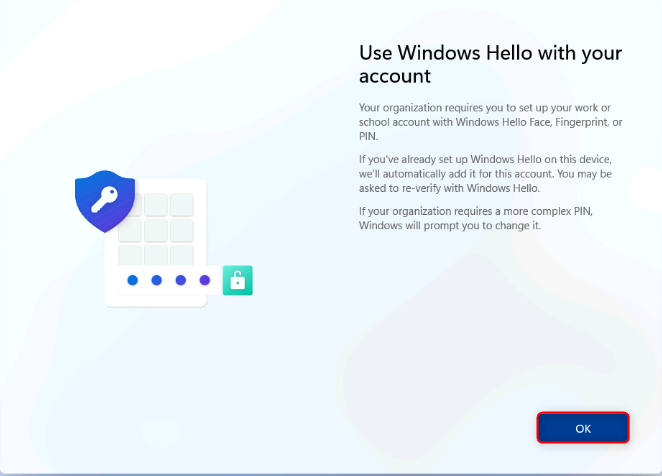 Use Windows Hello with your
account
Your organization requires you to set up your work or
school account with Windows Hello Face, Fingerprint, or
PIN.
If you've already set up Windows Hello on this device,
we'll automatically add it for this account. You may be
asked to re-verify with Windows Hello.
If your organization requires a more complex PIN,
Windows will prompt you to change it.
OK